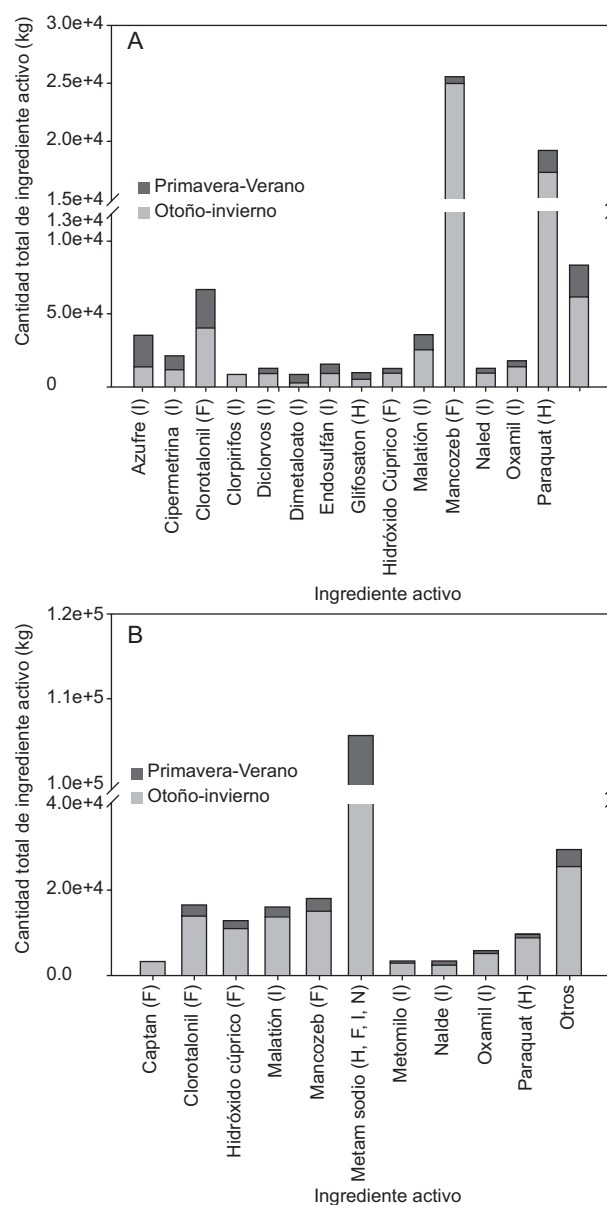 A
Cantidad total de ingrediente activo (kg)
3.0e+4
2.5e+4
2.0e+4
1.5e+4
1.3e+4
1.0e+4
5.0e+4
0
Primavera-Verano
Otoño-invierno
Azufre (I)
Cipermetrina (I)
Clorotalonil (F)
Clorpirifos (I)
Diclorvos (I)
Dimetaloato (I)
Endosulfán (I)
Glifosaton (H)
Hidróxido Cúprico (F)
Malatión (I)
Mancozeb (F)
Naled (I)
Oxamil (I)
Paraquat (H)
Ingrediente activo
B
Cantidad total de ingrediente activo (kg)
1.2e+5
1.1e+5
1.0e+5
4.0e+4
2.0e+4
0.0
Primavera-Verano
Otoño-invierno
Captan (F)
Clorotalonil (F)
Hidróxido cúprico (F)
Malatión (I)
Mancozeb (F)
Metam sodio (H, F, I, N)
Metomilo (I)
Nalde (I)
Oxamil (I)
Paraquat (H)
Otros
Ingrediente activo